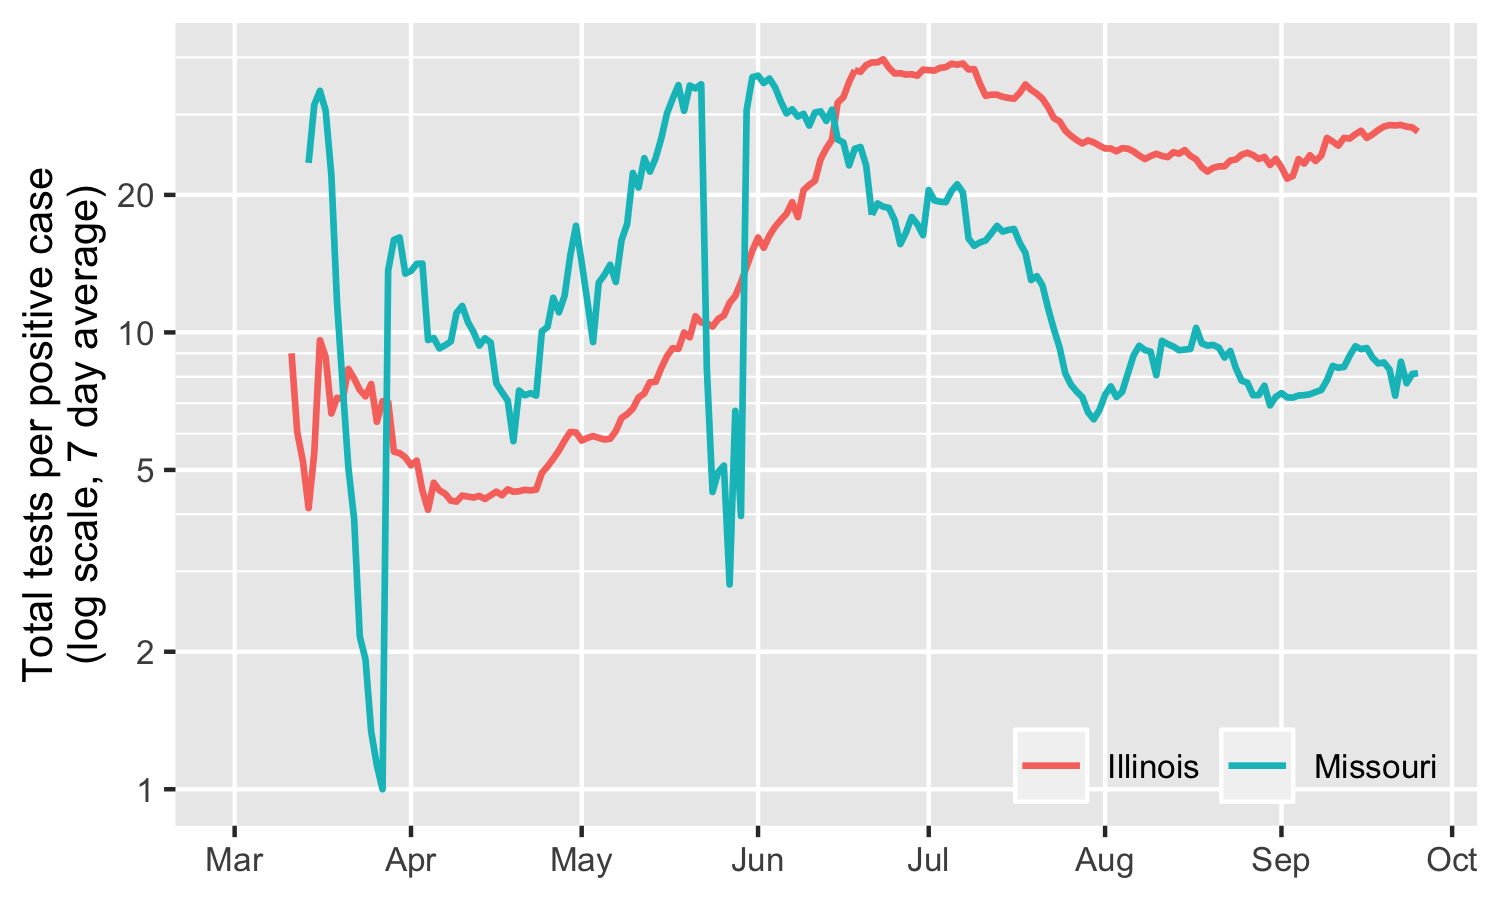 Total tests per positive case
(log scale, 7 day average)
20
10
5
2
1
Illinois
Missouri
Mar
Apr
May
Jun
Jul
Aug
Sep
Oct